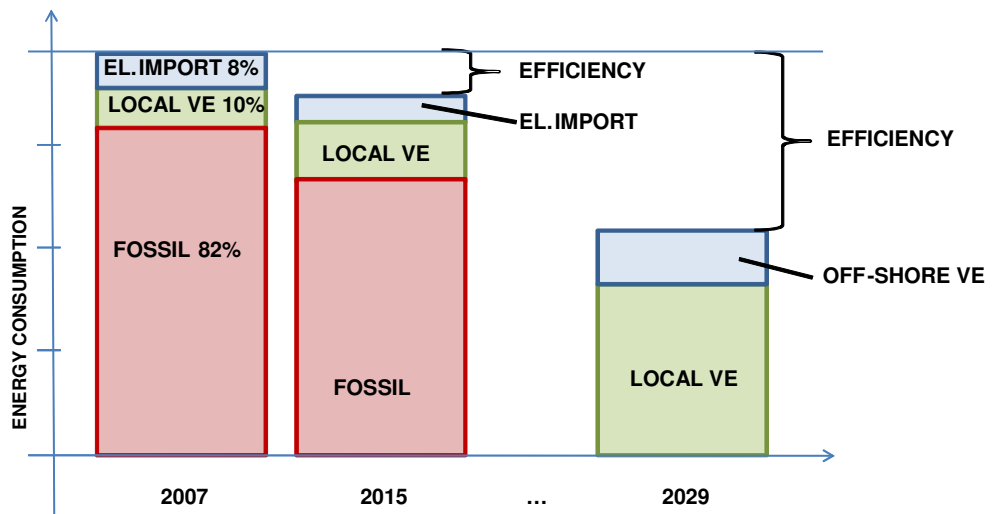 EL.IMPORT 8%
LOCAL VE 10%
FOSSIL 82%
LOCAL VE
FOSSIL
EFFICIENCY
EL.IMPORT
EFFICIENCY
OFF-SHORE VE
LOCAL VE
ENERGY CONSUMPTION
2007 2015 ... 2029